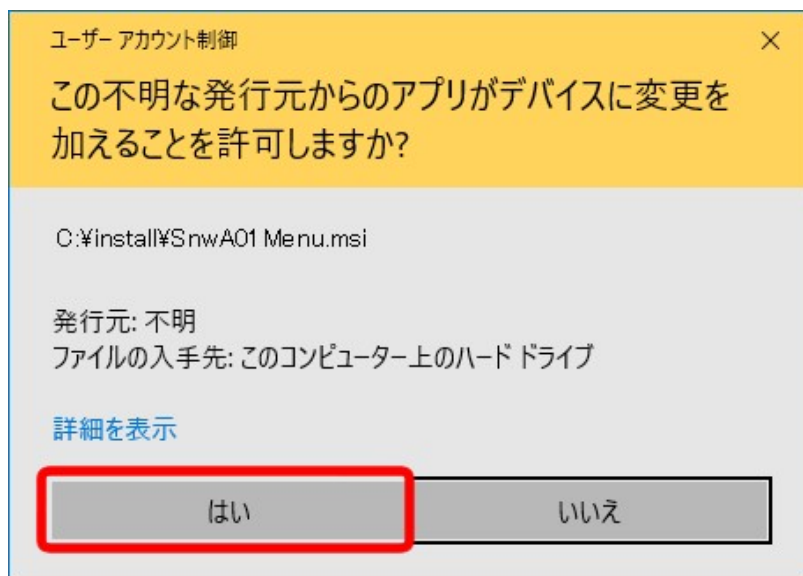 ユーザー アカウント制御
この不明な発行元からのアプリがデバイスに変更を
加えることを許可しますか?
C:¥install¥SnwA01Menu.msi
発行元: 不明
ファイルの入手先: このコンピューター上のハード ドライブ
詳細を表示
はい
いいえ